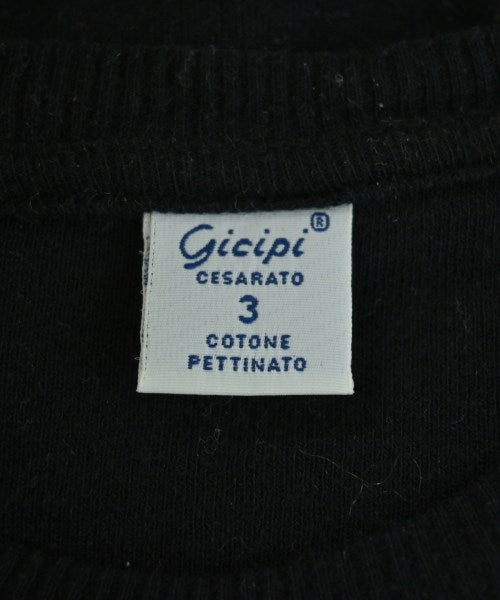 Gicipi®
CESARATO
3
COTONE
PETTINATO